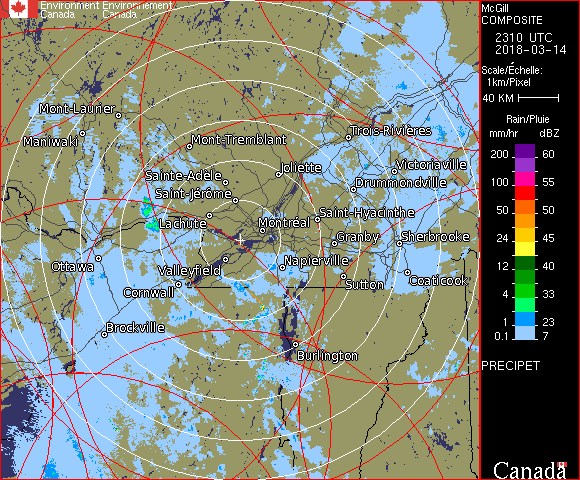 Environment Environnement
Canada Canada
McGill
COMPOSITE
2310 UTC
2018-03-14
Scale/Échelle:
1km/Pixel
40 KM
Rain/Pluie
mm/hr dBZ
200 60
150 55
100 55
50 50
24 45
12 40
4 33
1 23
0.1 7
PRECIPET
Canada
Mont-Laurier
Trois-Rivières
Maniwaki
Mont-Tremblant
Joliette
Victoriaville
Sainte-Adèle
Drummondville
Saint-Jérôme
Saint-Hyacinthe
Lachute
Montréal
Granby
Sherbrooke
Ottawa
Valleyfield
Napierville
Cornwall
Sutton
Coaticook
Brockville
Burlington